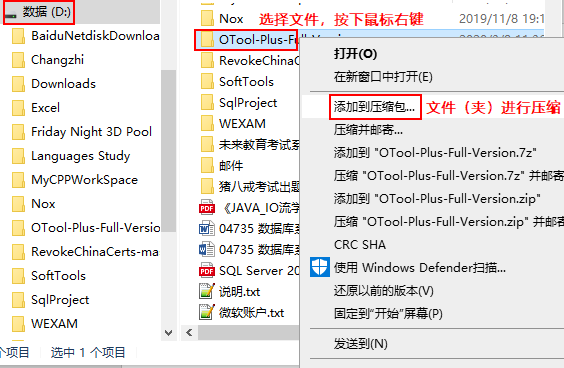 数据 (D:)
BaiduNetdiskDownloa
Changzhi
Downloads
Excel
Friday Night 3D Pool
Languages Study
MyCPPWorkSpace
Nox
OTool-Plus-Full-Versio
RevokeChinaCerts-ma
SoftTools
SqlProject
WEXAM
个项目 选中 1 个项目
Nox
选择文件，按下鼠标右键
2019/11/8 19:1
OTool-Plus-Full-Version
RevokeChinaCe
SoftTools
SqlProject
WEXAM
未来教育考试系
邮件
猪八戒考试出题
《JAVA_IO流学
04735 数据库系
04735 数据库系
SQL Server 20
说明.txt
微软账户.txt
打开(O)
在新窗口中打开(E)
添加到压缩包...
文件（夹）进行压缩
压缩并邮寄...
添加到 "OTool-Plus-Full-Version.7z"
压缩 "OTool-Plus-Full-Version.7z" 并邮寄
添加到 "OTool-Plus-Full-Version.zip"
压缩 "OTool-Plus-Full-Version.zip" 并邮寄
CRC SHA
使用 Windows Defender扫描...
还原以前的版本(V)
固定到"开始"屏幕(P)
发送到(N)